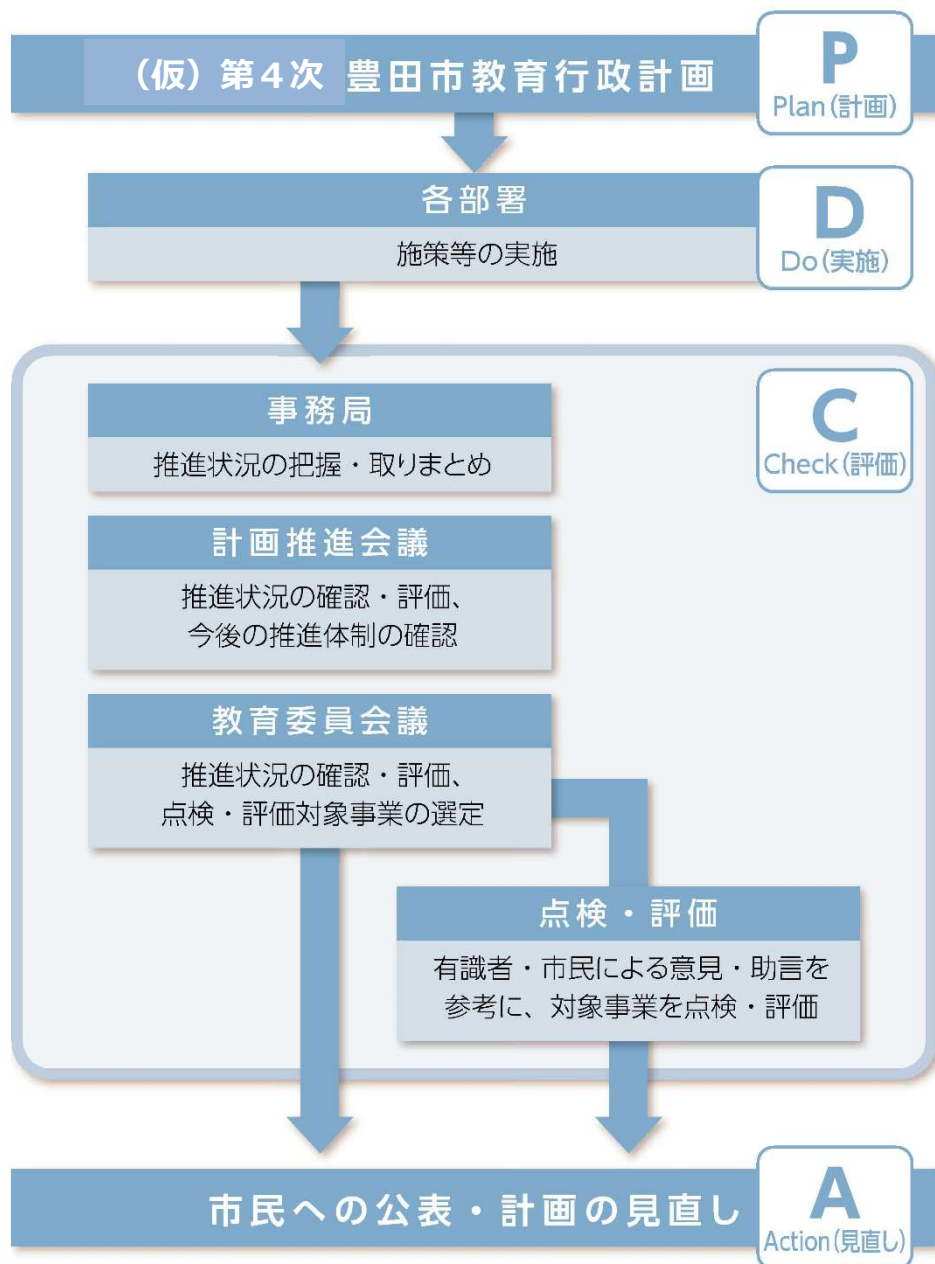 (仮)第4次 豊田市教育行政計画
P
Plan(計画)
各部署
施策等の実施
D
Do(実施)
C
Check(評価)
事務局
推進状況の把握・取りまとめ
計画推進会議
推進状況の確認・評価、
今後の推進体制の確認
教育委員会議
推進状況の確認・評価、
点検・評価対象事業の選定
点検・評価
有識者・市民による意見・助言を
参考に、対象事業を点検・評価
市民への公表・計画の見直し
A
Action(見直し)